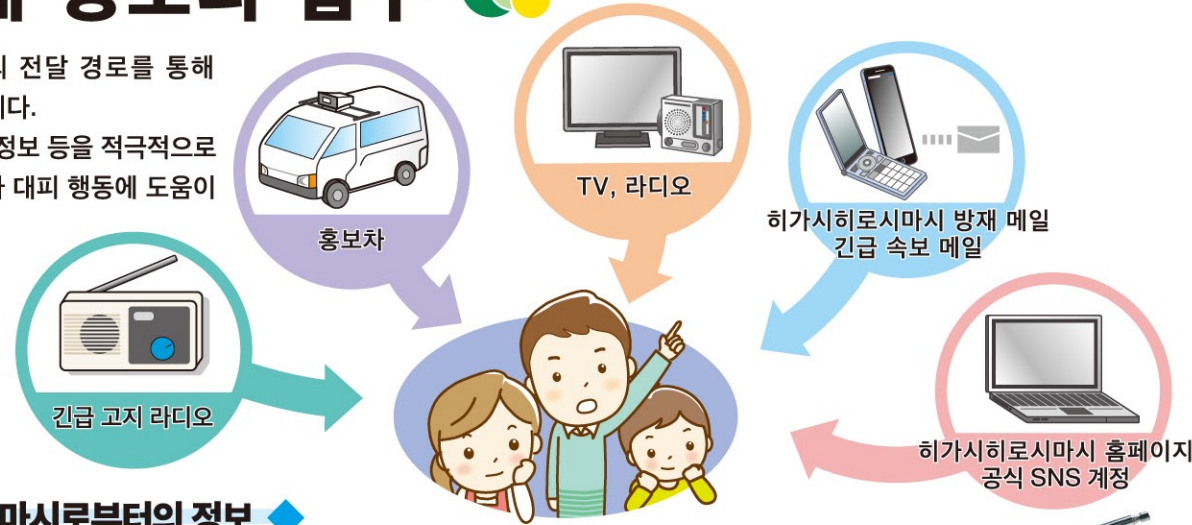 전달 경로를 통해
정보 등을 적극적으로
대피 행동에 도움이
TV, 라디오
홍보차
히가시히로시마시 방재 메일
긴급 속보 메일
긴급 고지 라디오
히가시히로시마시 홈페이지
공식 SNS 계정
마시로부터의 정보